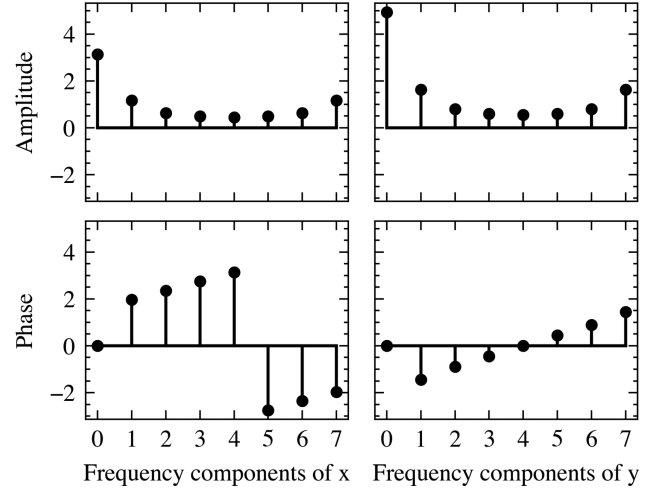 Amplitude
4
2
0
−2
Phase
4
2
0
−2
0 1 2 3 4 5 6 7
0 1 2 3 4 5 6 7
Frequency components of x
Frequency components of y